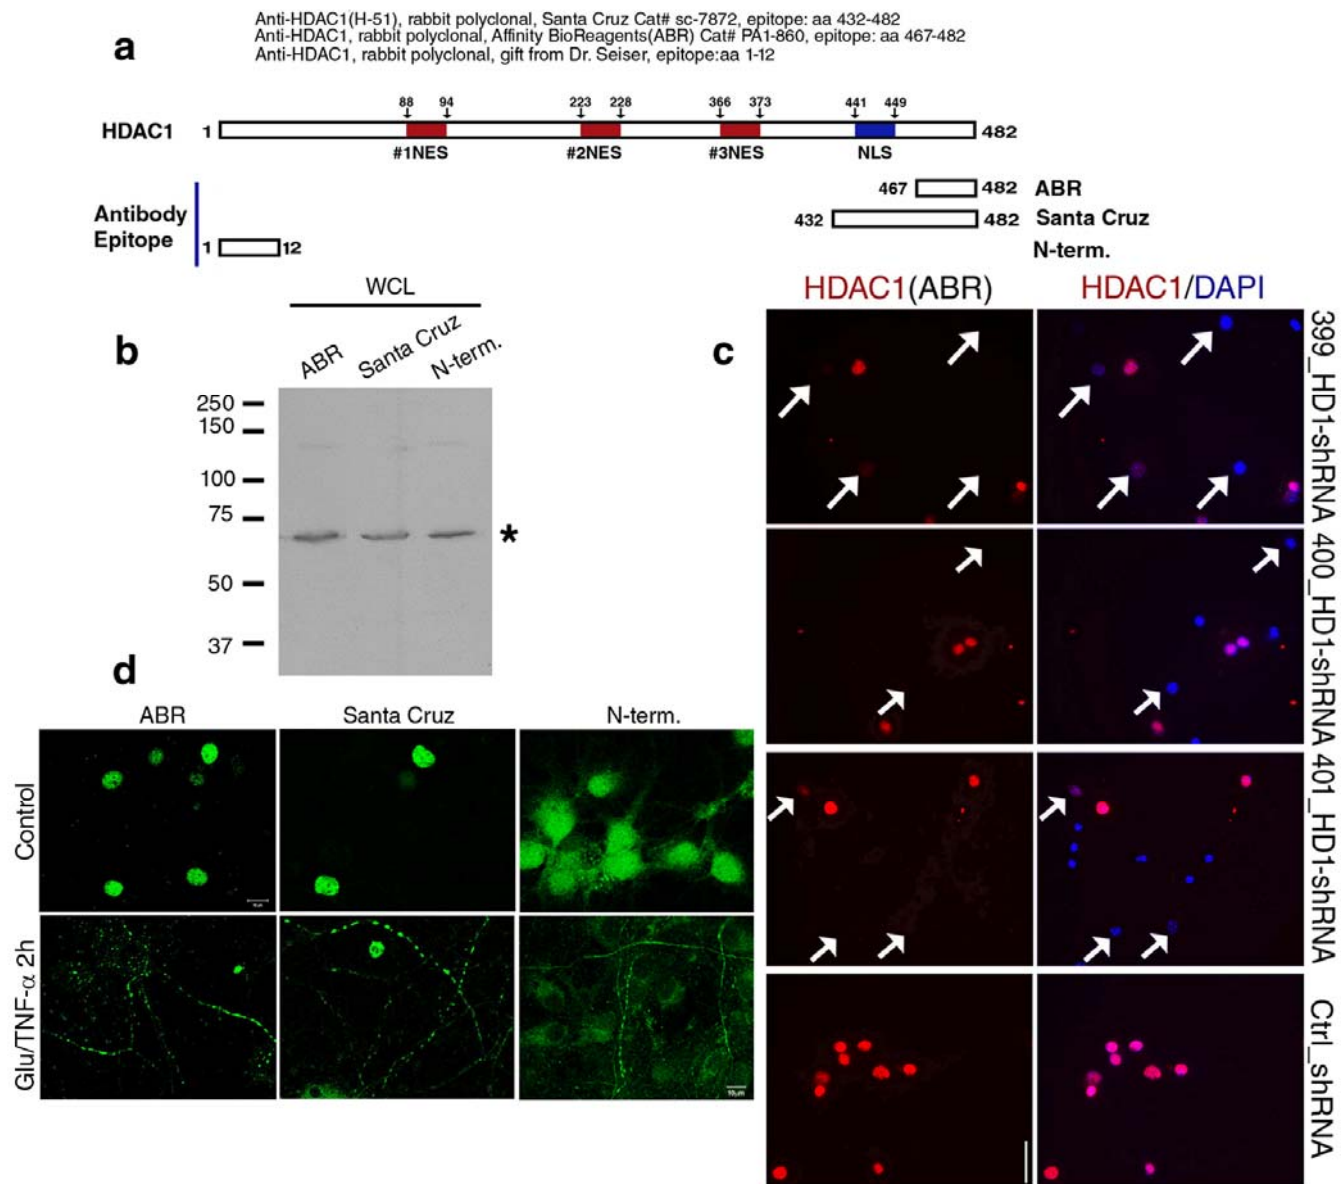 Anti-HDAC1(H-51), rabbit polyclonal, Santa Cruz Cat# sc-7872, epitope: aa 432-482
Anti-HDAC1, rabbit polyclonal, Affinity BioReagents(ABR) Cat# PA1-860, epitope: aa 467-482
Anti-HDAC1, rabbit polyclonal, gift from Dr. Seiser, epitope:aa 1-12
a
88 94 223 228 366 373 441 449
HDAC1 1 482
#1NES #2NES #3NES NLS
467 482 ABR
Antibody
Epitope
432 482 Santa Cruz
1 12 N-term.
WCL
b
ABR Santa Cruz N-term.
250
150
100
75
*
50
37
c
HDAC1(ABR) HDAC1/DAPI
399_HD1-shRNA
400_HD1-shRNA
401_HD1-shRNA
Ctrl_shRNA
d
ABR Santa Cruz N-term.
Control
Glu/TNF-α 2h
10μm